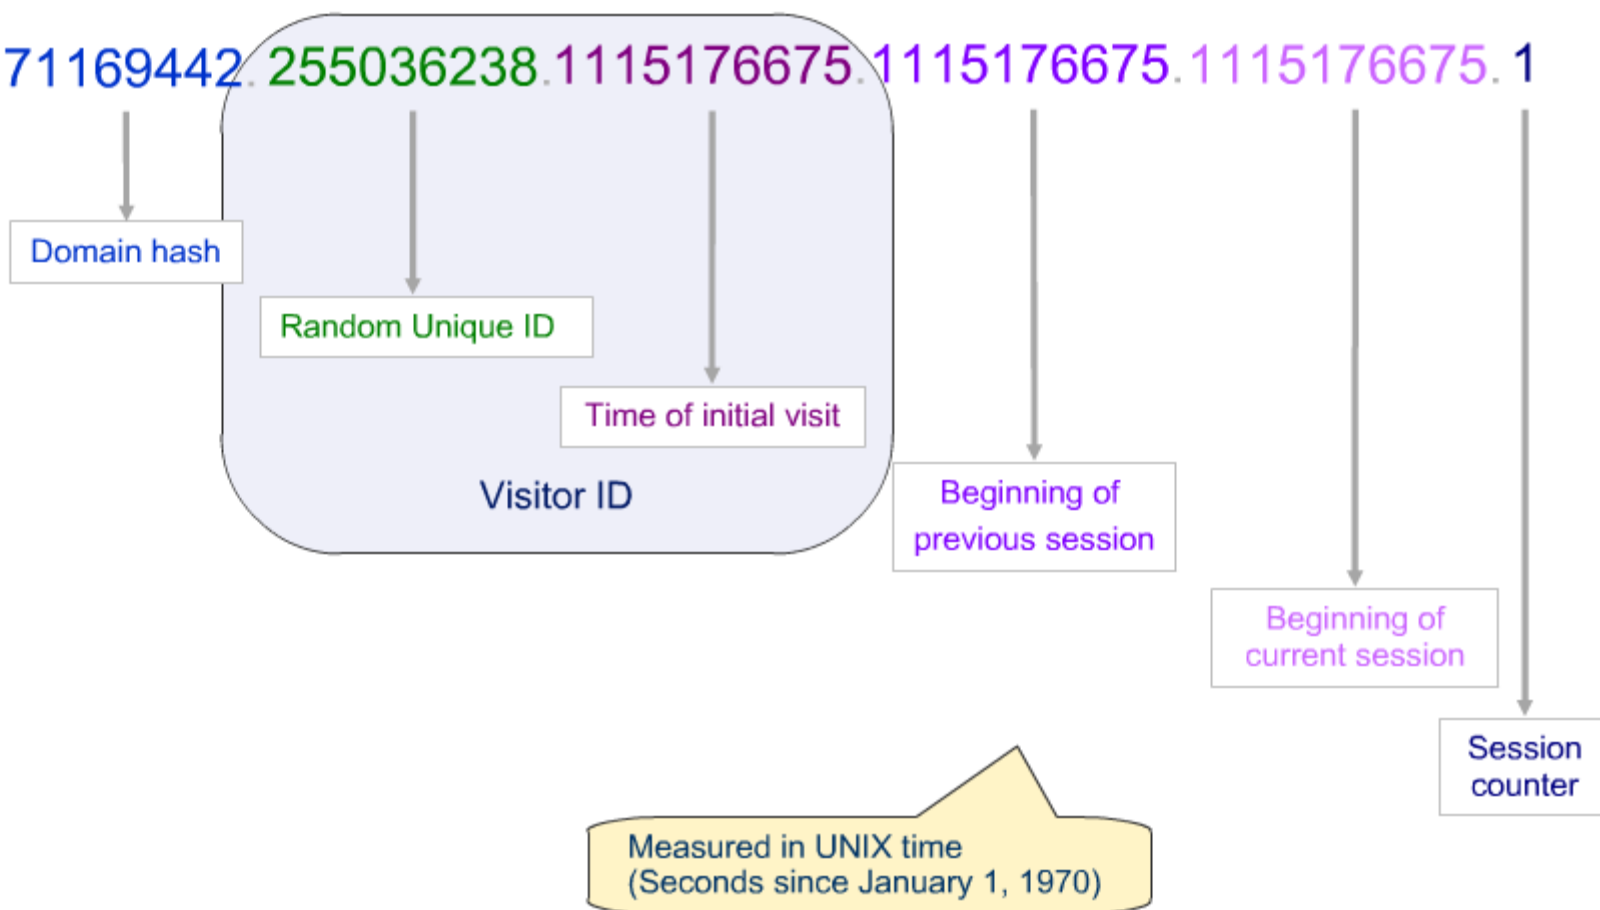 71169442.255036238.1115176675.1115176675.1115176675.1
Domain hash
Random Unique ID
Time of initial visit
Visitor ID
Beginning of
previous session
Beginning of
current session
Session
counter
Measured in UNIX time
(Seconds since January 1, 1970)